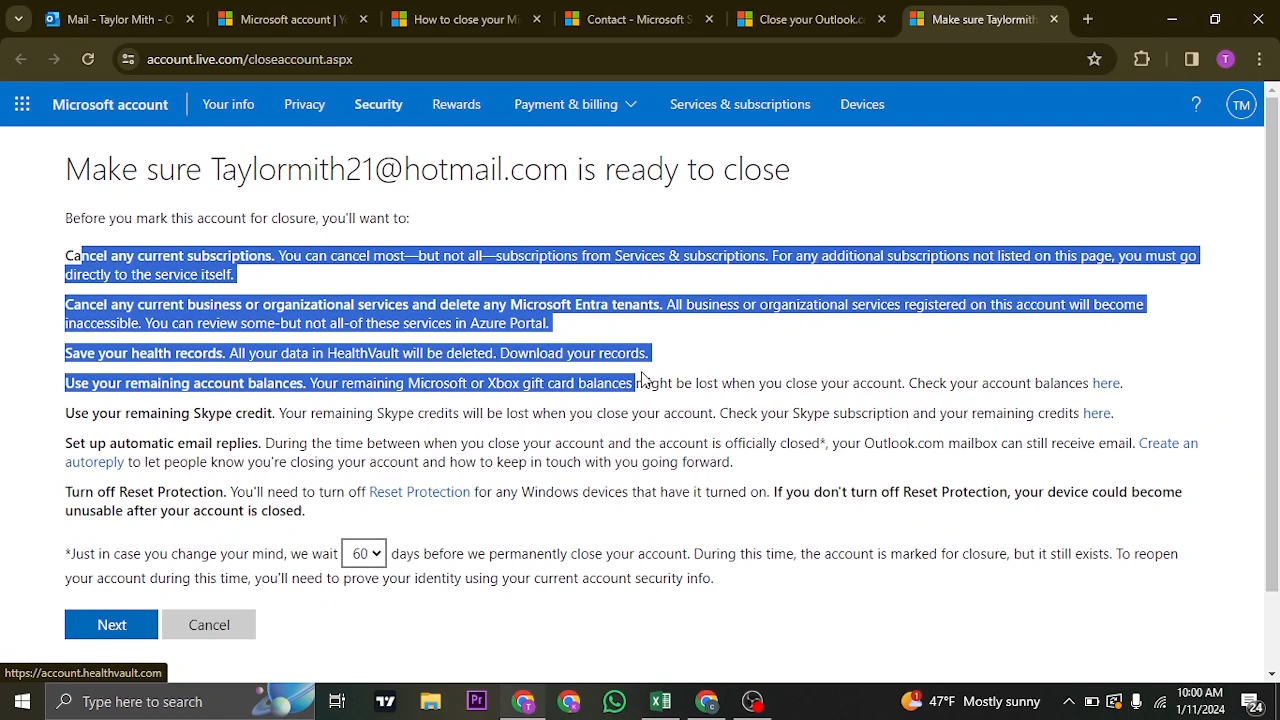 Mail - Taylor Mith - O
Microsoft account | Yo
How to close your Mi
Contact - Microsoft S
Close your Outlook.c
Make sure Taylormith
account.live.com/closeaccount.aspx
T
Microsoft account
Your info
Privacy
Security
Rewards
Payment & billing
Services & subscriptions
Devices
?
TM
Make sure Taylormith21@hotmail.com is ready to close
Before you mark this account for closure, you'll want to:
Cancel any current subscriptions. You can cancel most—but not all—subscriptions from Services & subscriptions. For any additional subscriptions not listed on this page, you must go
directly to the service itself.
Cancel any current business or organizational services and delete any Microsoft Entra tenants. All business or organizational services registered on this account will become
inaccessible. You can review some-but not all-of these services in Azure Portal.
Save your health records. All your data in HealthVault will be deleted. Download your records.
Use your remaining account balances. Your remaining Microsoft or Xbox gift card balances might be lost when you close your account. Check your account balances here.
Use your remaining Skype credit. Your remaining Skype credits will be lost when you close your account. Check your Skype subscription and your remaining credits here.
Set up automatic email replies. During the time between when you close your account and the account is officially closed*, your Outlook.com mailbox can still receive email. Create an
autoreply to let people know you're closing your account and how to keep in touch with you going forward.
Turn off Reset Protection. You'll need to turn off Reset Protection for any Windows devices that have it turned on. If you don't turn off Reset Protection, your device could become
unusable after your account is closed.
*Just in case you change your mind, we wait 60 days before we permanently close your account. During this time, the account is marked for closure, but it still exists. To reopen
your account during this time, you'll need to prove your identity using your current account security info.
Next
Cancel
https://account.healthvault.com
Type here to search
Pr
1
47°F Mostly sunny
10:00 AM
1/11/2024
24